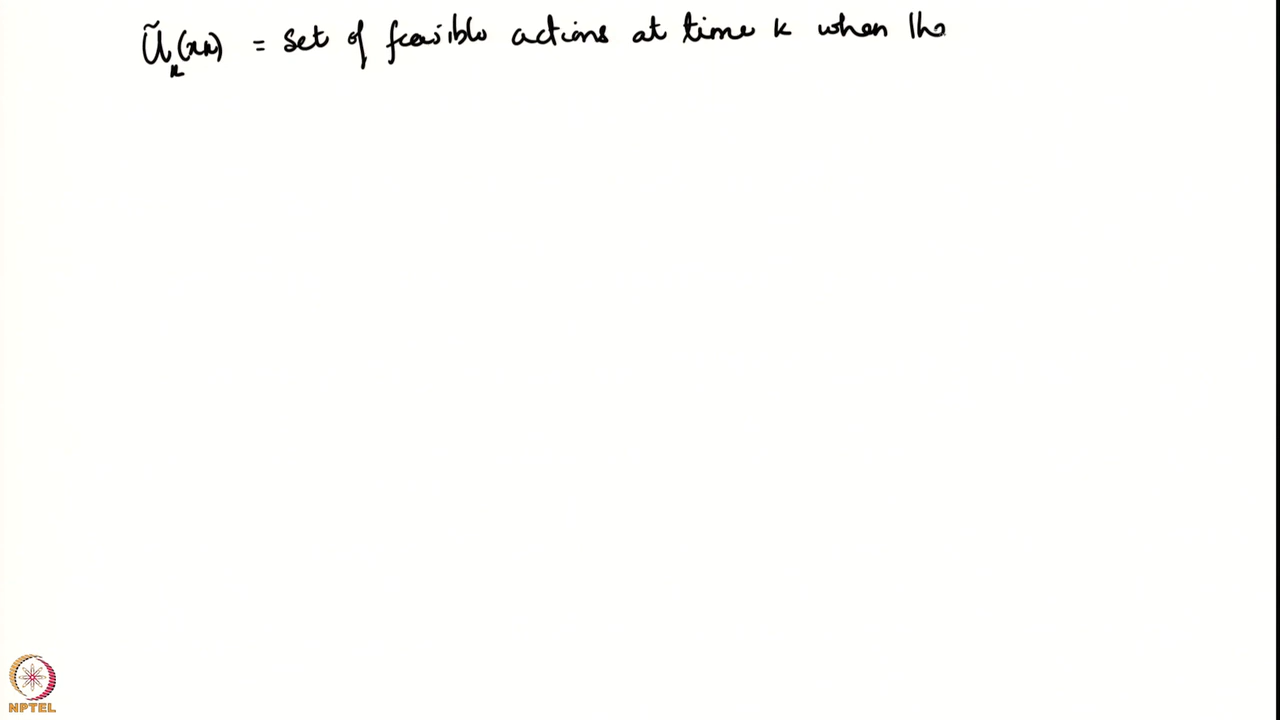 Ũ_k(x_k) = set of feasible actions at time k when the
NPTEL